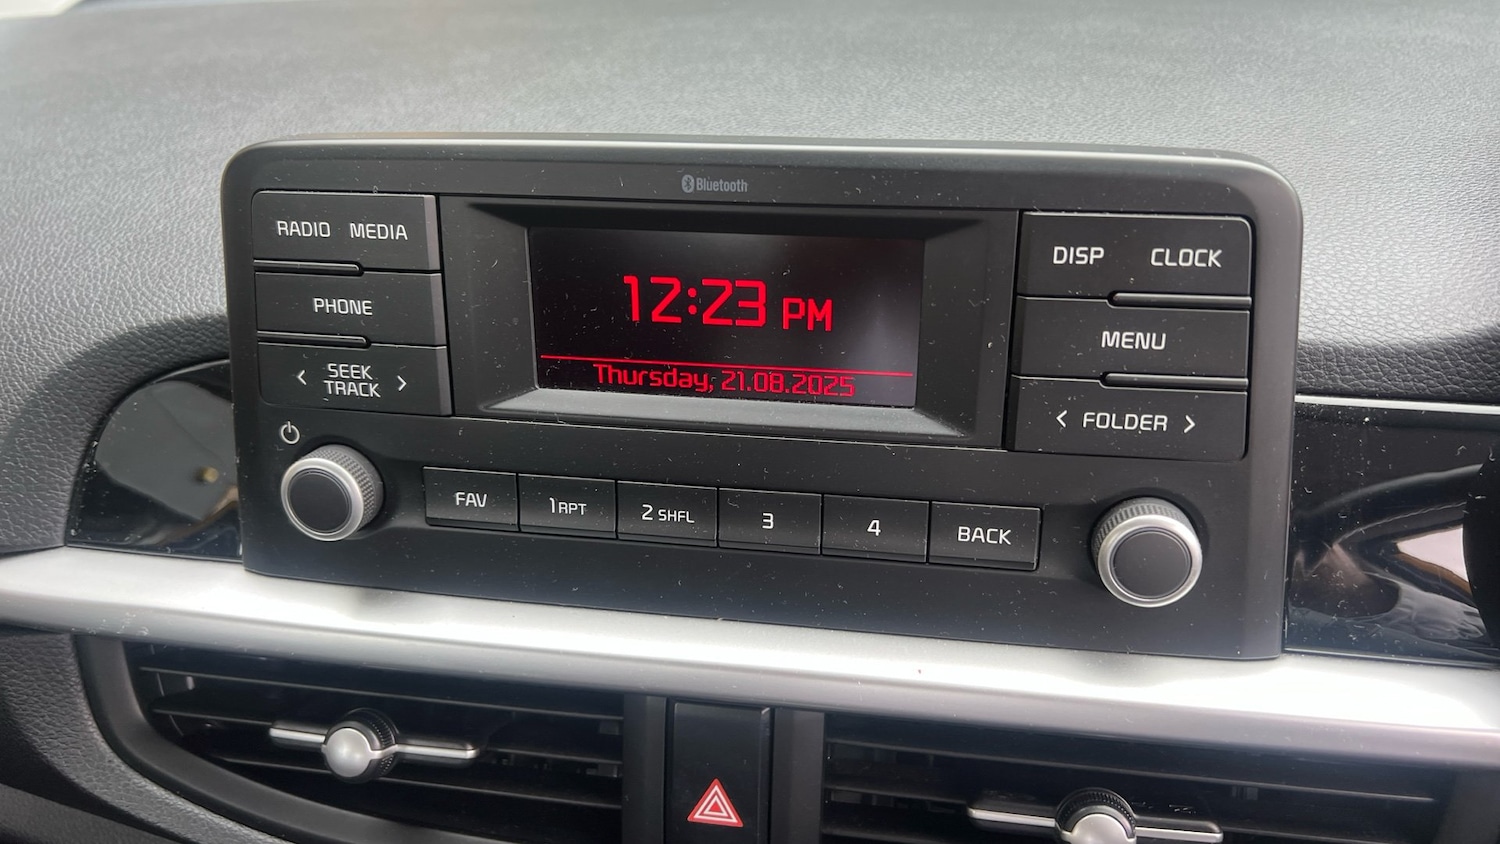 Bluetooth
RADIO MEDIA
PHONE
< SEEK TRACK >
12:23 PM
Thursday, 21.08.2025
DISP CLOCK
MENU
< FOLDER >
FAV
1 RPT
2 SHFL
3
4
BACK